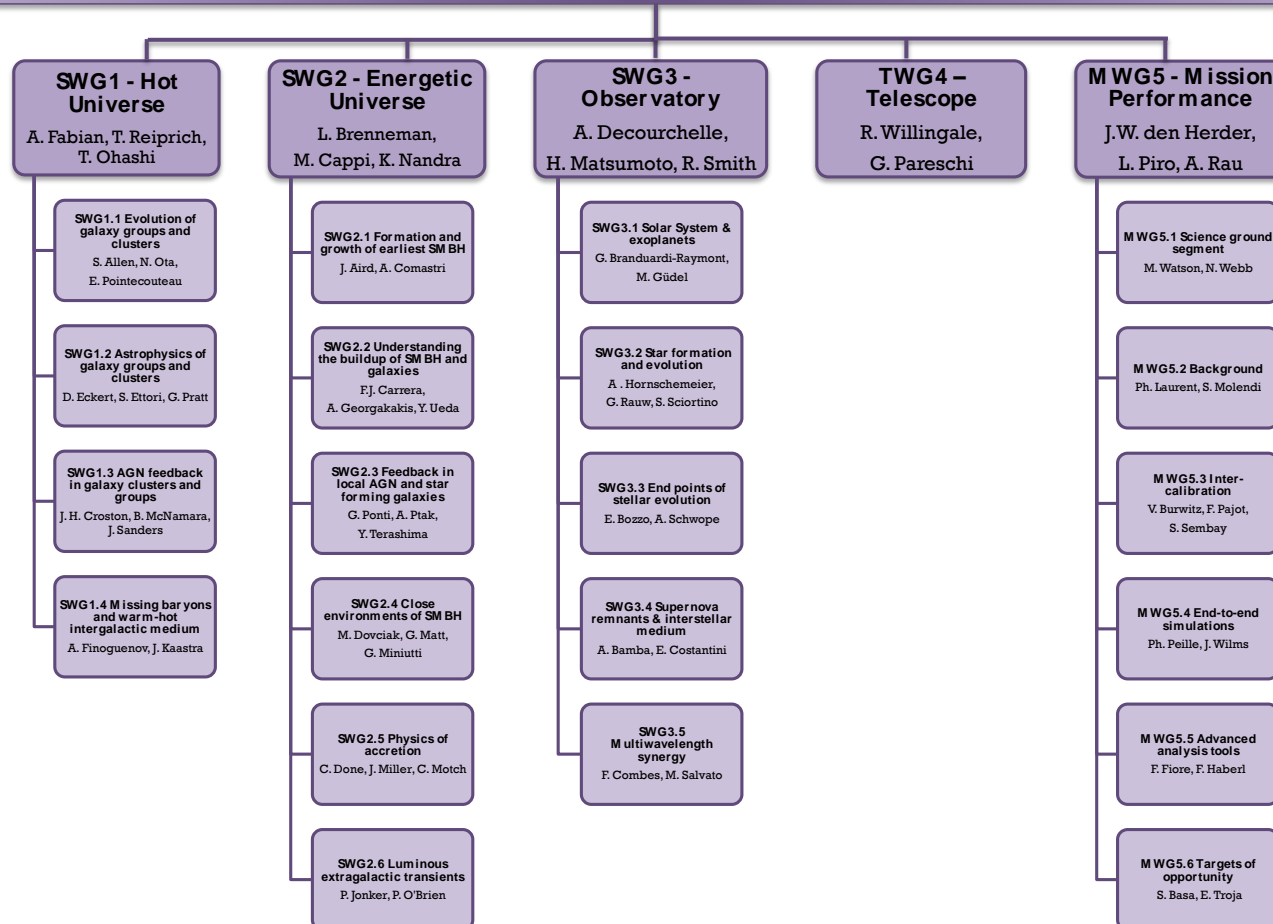 SWG1 - Hot
Universe
A. Fabian, T. Reiprich,
T. Ohashi
SWG1.1 Evolution of
galaxy groups and
clusters
S. Allen, N. Ota,
E. Pointecouteau
SWG1.2 Astrophysics of
galaxy groups and
clusters
D. Eckert, S. Ettori, G. Pratt
SWG1.3 AGN feedback
in galaxy clusters and
groups
J. H. Croston, B. McNamara,
J. Sanders
SWG1.4 Missing baryons
and warm-hot
intergalactic medium
A. Finoguenov, J. Kaastra
SWG2 - Energetic
Universe
L. Brenneman,
M. Cappi, K. Nandra
SWG2.1 Formation and
growth of earliest SMBH
J. Aird, A. Comastri
SWG2.2 Understanding
the buildup of SMBH and
galaxies
F.J. Carrera,
A. Georgakakis, Y. Ueda
SWG2.3 Feedback in
local AGN and star
forming galaxies
G. Ponti, A. Ptak,
Y. Terashima
SWG2.4 Close
environments of SMBH
M. Dovciak, G. Matt,
G. Miniutti
SWG2.5 Physics of
accretion
C. Done, J. Miller, C. Motch
SWG2.6 Luminous
extragalactic transients
P. Jonker, P. O'Brien
SWG3 -
Observatory
A. Decourchelle,
H. Matsumoto, R. Smith
SWG3.1 Solar System &
exoplanets
G. Branduardi-Raymont,
M. Güdel
SWG3.2 Star formation
and evolution
A . Hornschemeier,
G. Rauw, S. Sciortino
SWG3.3 End points of
stellar evolution
E. Bozzo, A. Schwope
SWG3.4 Supernova
remnants & interstellar
medium
A. Bamba, E. Costantini
SWG3.5
Multiwavelength
synergy
F. Combes, M. Salvato
TWG4 –
Telescope
R. Willingale,
G. Pareschi
MWG5 - Mission
Performance
J.W. den Herder,
L. Piro, A. Rau
MWG5.1 Science ground
segment
M. Watson, N. Webb
MWG5.2 Background
Ph. Laurent, S. Molendi
MWG5.3 Inter-
calibration
V. Burwitz, F. Pajot,
S. Sembay
MWG5.4 End-to-end
simulations
Ph. Peille, J. Wilms
MWG5.5 Advanced
analysis tools
F. Fiore, F. Haberl
MWG5.6 Targets of
opportunity
S. Basa, E. Troja